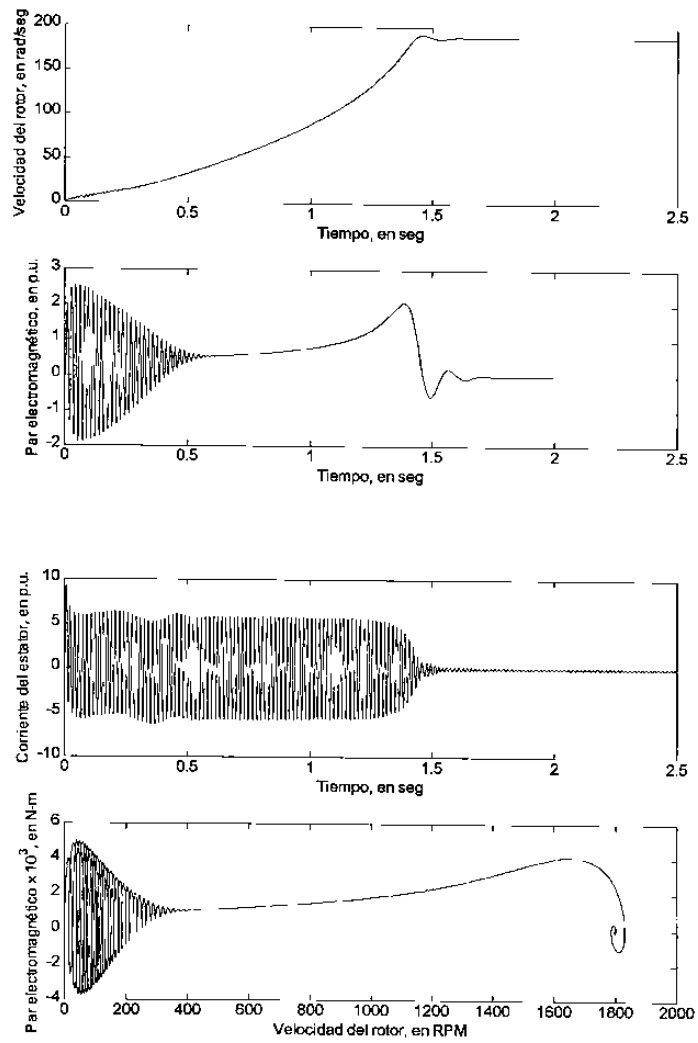 Velocidad del rotor, en rad/seg
200
150
100
50
0
0 0.5 1 1.5 2 2.5
Tiempo, en seg
Par electromagnético, en p.u.
3
2
1
0
-1
-2
0 0.5 1 1.5 2 2.5
Tiempo, en seg
Corriente del estator, en p.u.
10
5
0
-5
-10
0 0.5 1 1.5 2 2.5
Tiempo, en seg
Par electromagnético x 10³, en N-m
6
4
2
0
-2
-4
0 200 400 600 800 1000 1200 1400 1600 1800 2000
Velocidad del rotor, en RPM